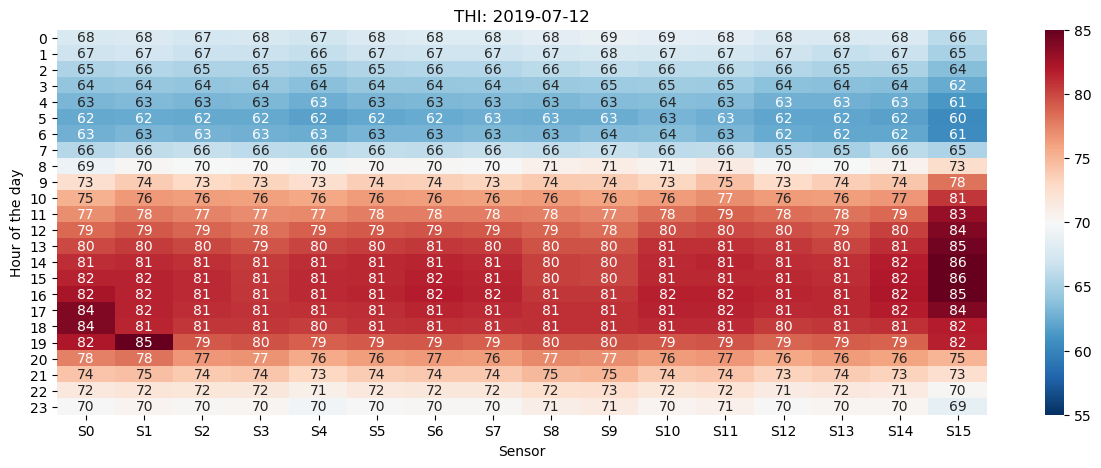 THI: 2019-07-12
0 68 68 67 68 67 68 68 68 68 69 69 68 68 68 68 66
1 67 67 67 67 66 67 67 67 67 68 67 67 67 67 67 65
2 65 66 65 65 65 65 66 66 66 66 66 66 66 65 65 64
3 64 64 64 64 64 64 64 64 64 65 65 65 64 64 64 62
4 63 63 63 63 63 63 63 63 63 63 64 63 63 63 63 61
5 62 62 62 62 62 62 62 63 63 63 63 63 62 62 62 60
6 63 63 63 63 63 63 63 63 63 64 64 63 62 62 62 61
7 66 66 66 66 66 66 66 66 66 67 66 66 65 65 66 65
8 69 70 70 70 70 70 70 70 71 71 71 71 70 70 71 73
9 73 74 73 73 73 74 74 73 74 74 73 75 73 74 74 78
10 75 76 76 76 76 76 76 76 76 76 76 77 76 76 77 81
11 77 78 77 77 77 78 78 78 78 77 78 79 78 78 79 83
12 79 79 79 78 79 79 79 79 79 78 80 80 80 79 80 84
13 80 80 80 79 80 80 81 80 80 80 81 81 81 80 81 85
14 81 81 81 81 81 81 81 81 80 80 81 81 81 81 82 86
15 82 82 81 81 81 81 82 81 80 80 81 81 81 81 82 86
16 82 82 81 81 81 81 82 82 81 81 82 82 81 81 82 85
17 84 82 81 81 81 81 81 81 81 81 81 82 81 81 82 84
18 84 81 81 81 80 81 81 81 81 81 81 81 80 81 81 82
19 82 85 79 80 79 79 79 79 80 80 79 79 79 79 79 82
20 78 78 77 77 76 76 77 76 77 77 76 77 76 76 76 75
21 74 75 74 74 73 74 74 74 75 75 74 74 73 74 73 73
22 72 72 72 72 71 72 72 72 72 73 72 72 71 72 71 70
23 70 70 70 70 70 70 70 70 71 71 70 71 70 70 70 69
S0 S1 S2 S3 S4 S5 S6 S7 S8 S9 S10 S11 S12 S13 S14 S15
Sensor
Hour of the day
85
80
75
70
65
60
55